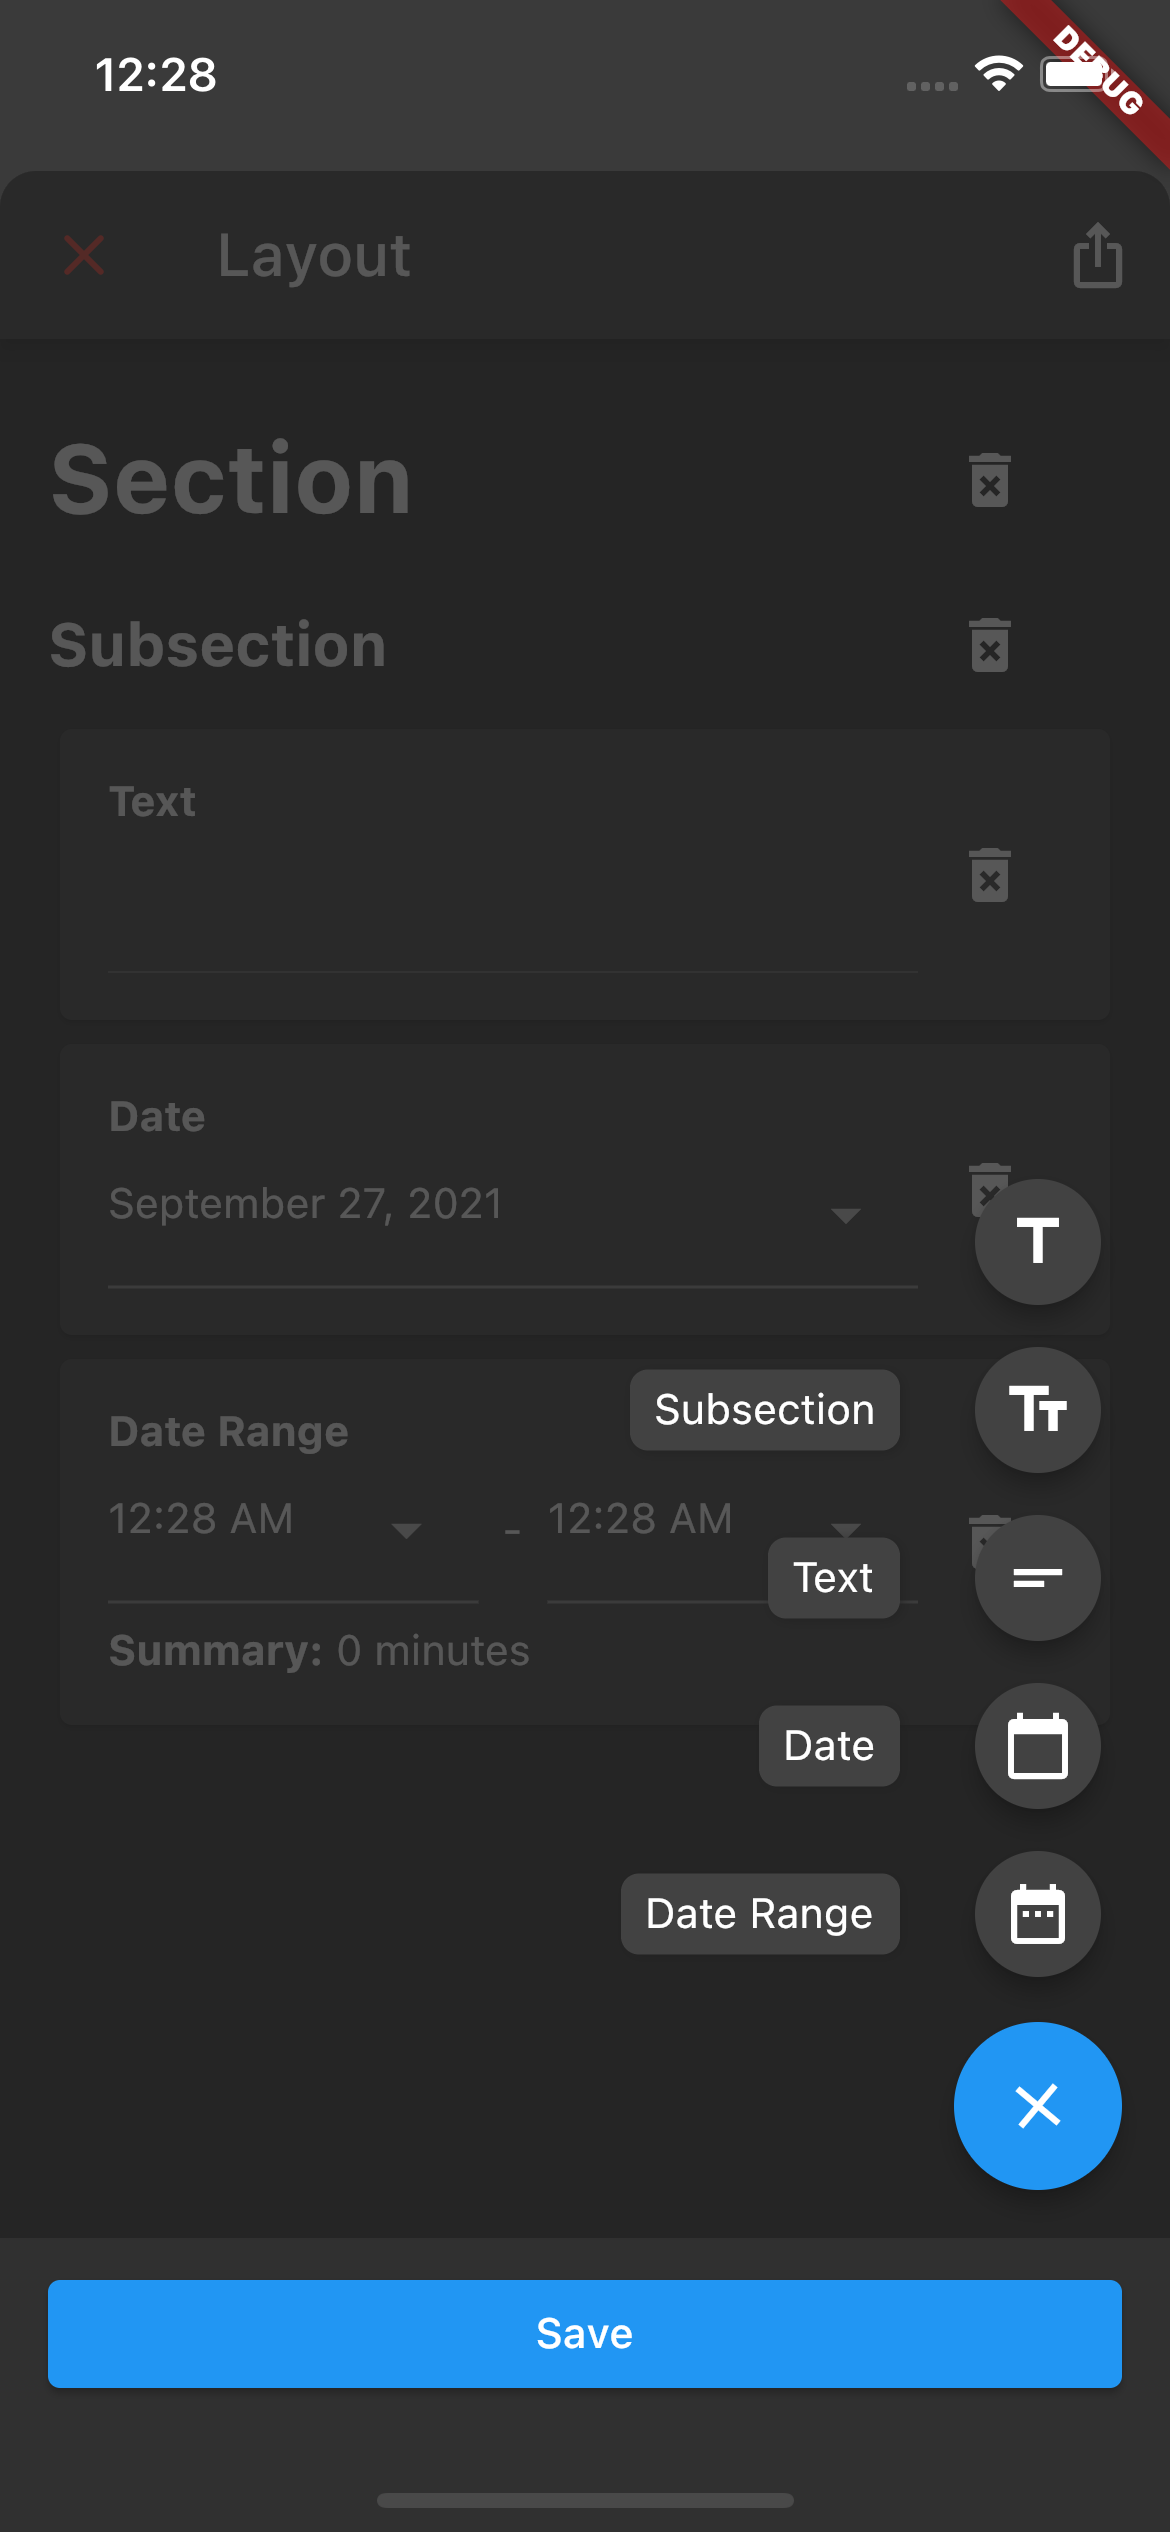 12:28
DEBUG
Layout
Section
Subsection
Text
Date
September 27, 2021
Subsection
Date Range
12:28 AM - 12:28 AM
Text
Summary: 0 minutes
Date
Date Range
Save